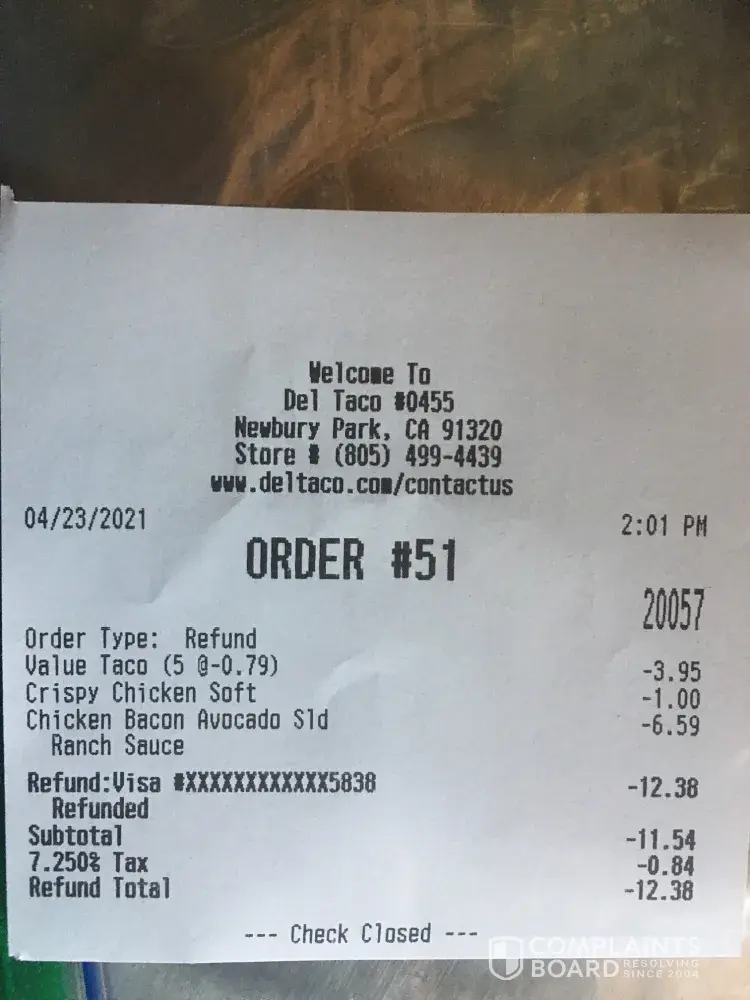 Welcome To
Del Taco #0455
Newbury Park, CA 91320
Store # (805) 499-4439
www.deltaco.com/contactus
04/23/2021 2:01 PM
ORDER #51
20057
Order Type: Refund
Value Taco (5 @-0.79) -3.95
Crispy Chicken Soft -1.00
Chicken Bacon Avocado Sld -6.59
Ranch Sauce
Refund:Visa #XXXXXXXXXXXX5838 -12.38
Refunded
Subtotal -11.54
7.250% Tax -0.84
Refund Total -12.38
--- Check Closed ---
COMPLAINTS
BOARD RESOLVING SINCE 2004